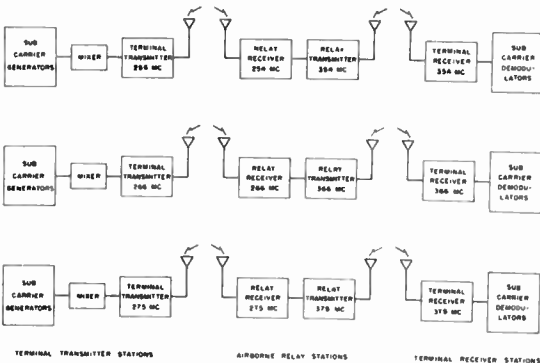 SUB
CARRIER
GENERATORS
MIXER
TERMINAL
TRANSMITTER
254 MC
RELAY
RECEIVER
254 MC
RELAY
TRANSMITTER
354 MC
TERMINAL
RECEIVER
354 MC
SUB
CARRIER
DEMODU-
LATORS
SUB
CARRIER
GENERATORS
MIXER
TERMINAL
TRANSMITTER
266 MC
RELAY
RECEIVER
266 MC
RELAY
TRANSMITTER
366 MC
TERMINAL
RECEIVER
366 MC
SUB
CARRIER
DEMODU-
LATORS
SUB
CARRIER
GENERATORS
MIXER
TERMINAL
TRANSMITTER
275 MC
RELAY
RECEIVER
275 MC
RELAY
TRANSMITTER
375 MC
TERMINAL
RECEIVER
375 MC
SUB
CARRIER
DEMODU-
LATORS
TERMINAL TRANSMITTER STATIONS
AIRBORNE RELAY STATIONS
TERMINAL RECEIVER STATIONS